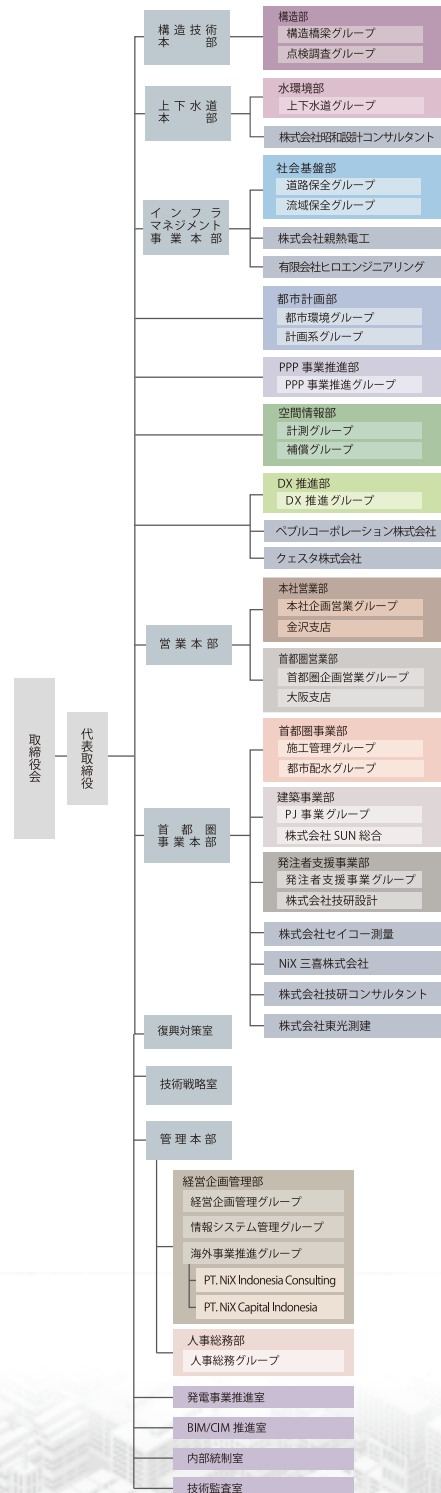 取締役会
代表取締役
構造技術
本部
構造部
構造橋梁グループ
点検調査グループ
上下水道
本部
水環境部
上下水道グループ
株式会社昭和設計コンサルタント
インフラ
マネジメント
事業本部
社会基盤部
道路保全グループ
流域保全グループ
株式会社親熱電工
有限会社ヒロエンジニアリング
都市計画部
都市環境グループ
計画系グループ
PPP 事業推進部
PPP 事業推進グループ
空間情報部
計測グループ
補償グループ
DX 推進部
DX 推進グループ
ペブルコーポレーション株式会社
クェスタ株式会社
営業本部
本社営業部
本社企画営業グループ
金沢支店
首都圏営業部
首都圏企画営業グループ
大阪支店
首都圏
事業本部
首都圏事業部
施工管理グループ
都市配水グループ
建築事業部
PJ 事業グループ
株式会社 SUN 総合
発注者支援事業部
発注者支援事業グループ
株式会社技研設計
株式会社セイコー測量
NiX 三喜株式会社
株式会社技研コンサルタント
株式会社東光測建
復興対策室
技術戦略室
管理本部
経営企画管理部
経営企画管理グループ
情報システム管理グループ
海外事業推進グループ
PT. NiX Indonesia Consulting
PT. NiX Capital Indonesia
人事総務部
人事総務グループ
発電事業推進室
BIM/CIM 推進室
内部統制室
技術監査室